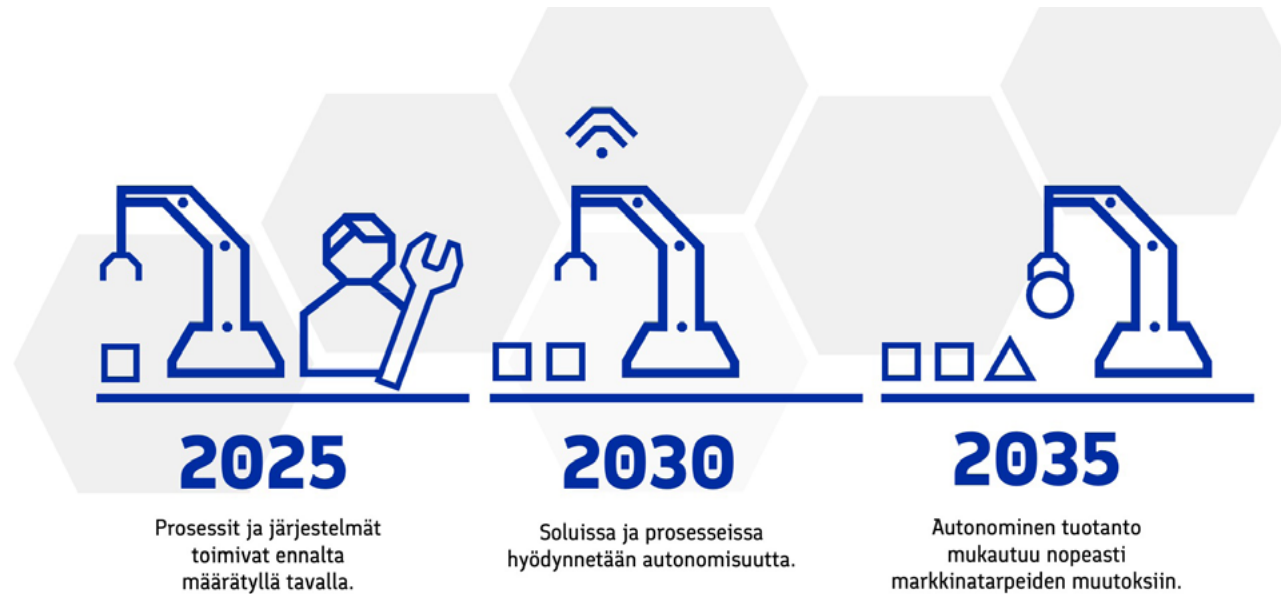 2025
Prosessit ja järjestelmät
toimivat ennalta
määrätyllä tavalla.
2030
Soluissa ja prosesseissa
hyödynnetään autonomisuutta.
2035
Autonominen tuotanto
mukautuu nopeasti
markkinatarpeiden muutoksiin.